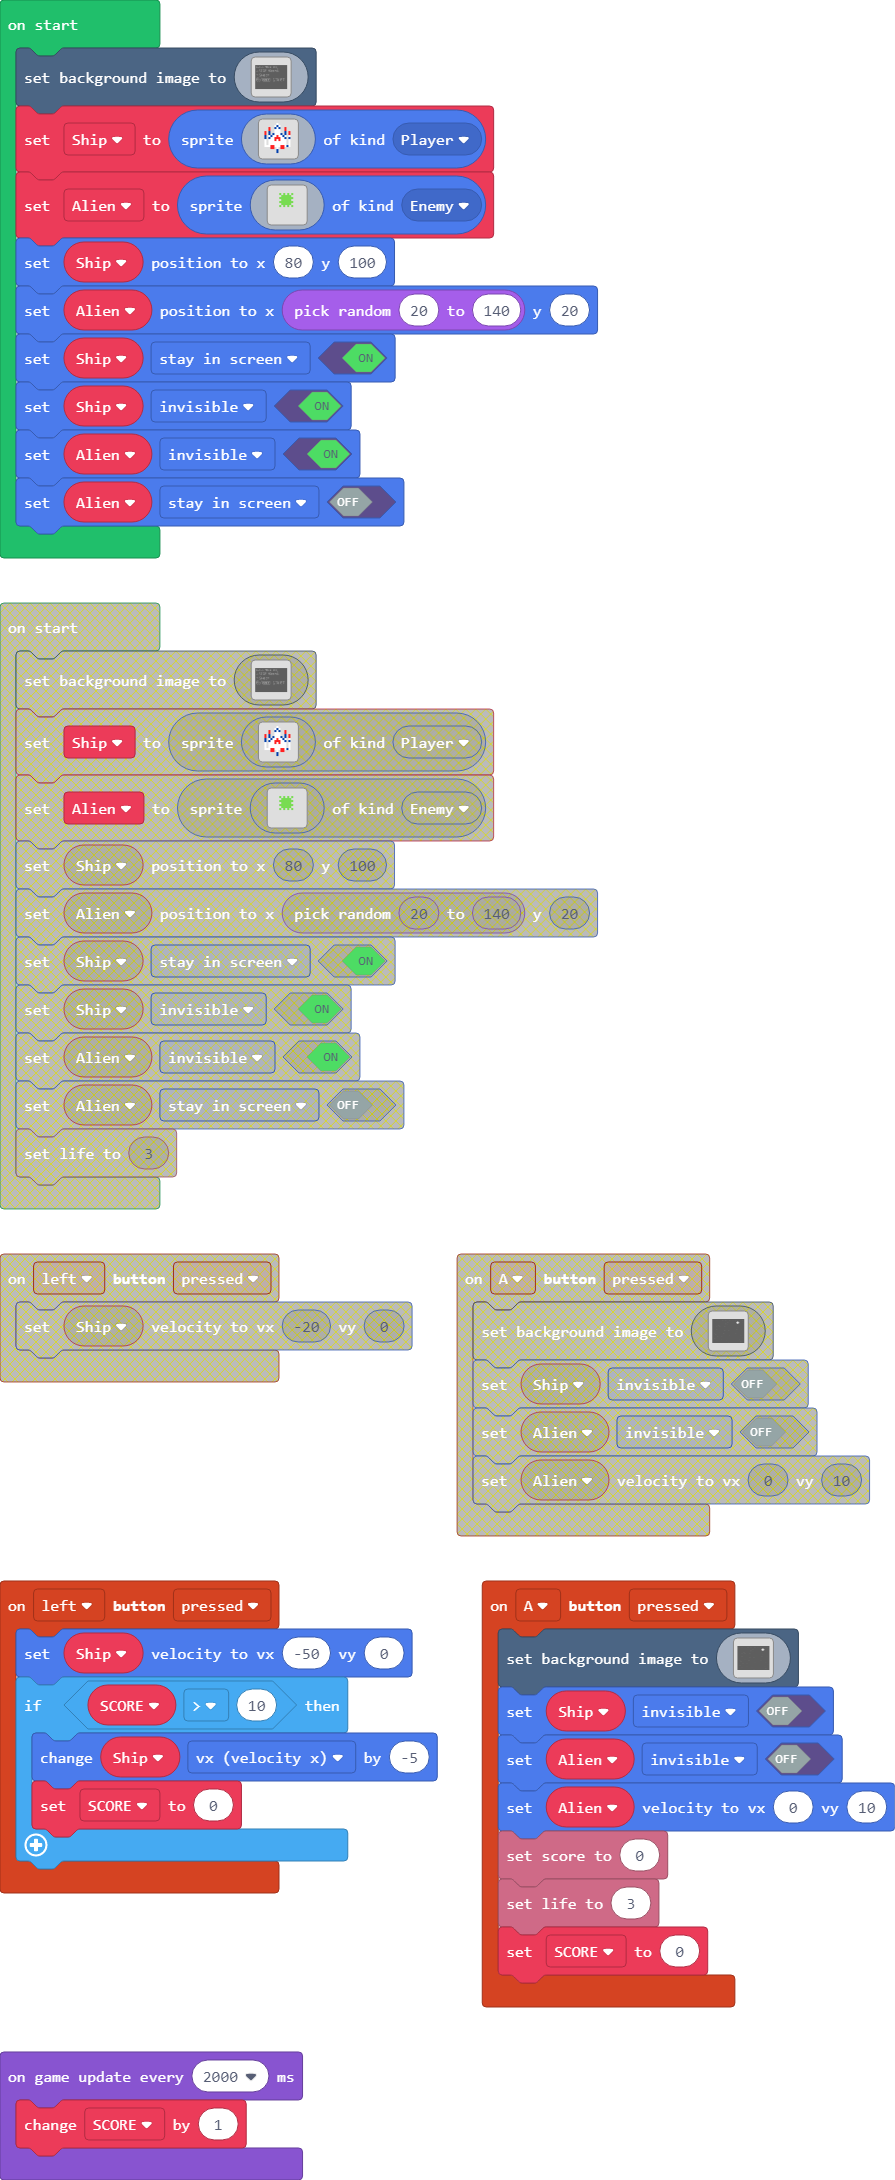 on start
set background image to
set Ship to sprite of kind Player
set Alien to sprite of kind Enemy
set Ship position to x 80 y 100
set Alien position to x pick random 20 to 140 y 20
set Ship stay in screen ON
set Ship invisible ON
set Alien invisible ON
set Alien stay in screen OFF
on start
set background image to
set Ship to sprite of kind Player
set Alien to sprite of kind Enemy
set Ship position to x 80 y 100
set Alien position to x pick random 20 to 140 y 20
set Ship stay in screen ON
set Ship invisible ON
set Alien invisible ON
set Alien stay in screen OFF
set life to 3
on left button pressed
set Ship velocity to vx -20 vy 0
on A button pressed
set background image to
set Ship invisible OFF
set Alien invisible OFF
set Alien velocity to vx 0 vy 10
on left button pressed
set Ship velocity to vx -50 vy 0
if SCORE > 10 then
change Ship vx (velocity x) by -5
set SCORE to 0
on A button pressed
set background image to
set Ship invisible OFF
set Alien invisible OFF
set Alien velocity to vx 0 vy 10
set score to 0
set life to 3
set SCORE to 0
on game update every 2000 ms
change SCORE by 1